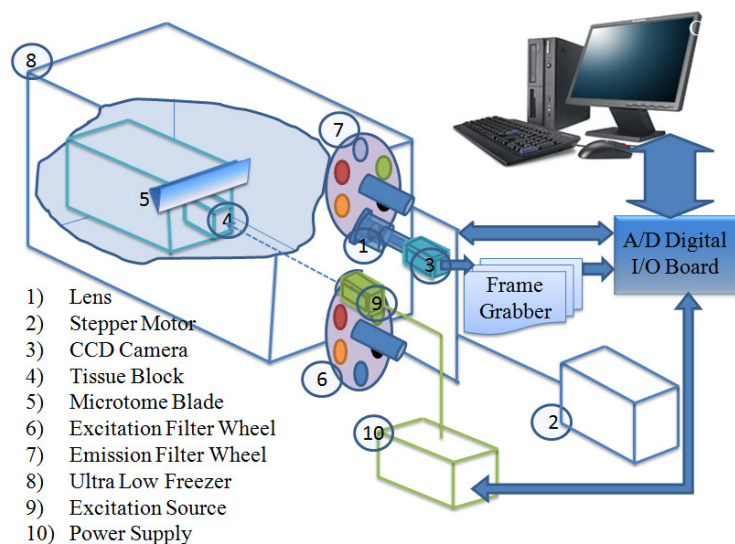 8
7
5
4
1
3
A/D Digital
I/O Board
Frame
Grabber
9
6
10
2
1) Lens
2) Stepper Motor
3) CCD Camera
4) Tissue Block
5) Microtome Blade
6) Excitation Filter Wheel
7) Emission Filter Wheel
8) Ultra Low Freezer
9) Excitation Source
10) Power Supply